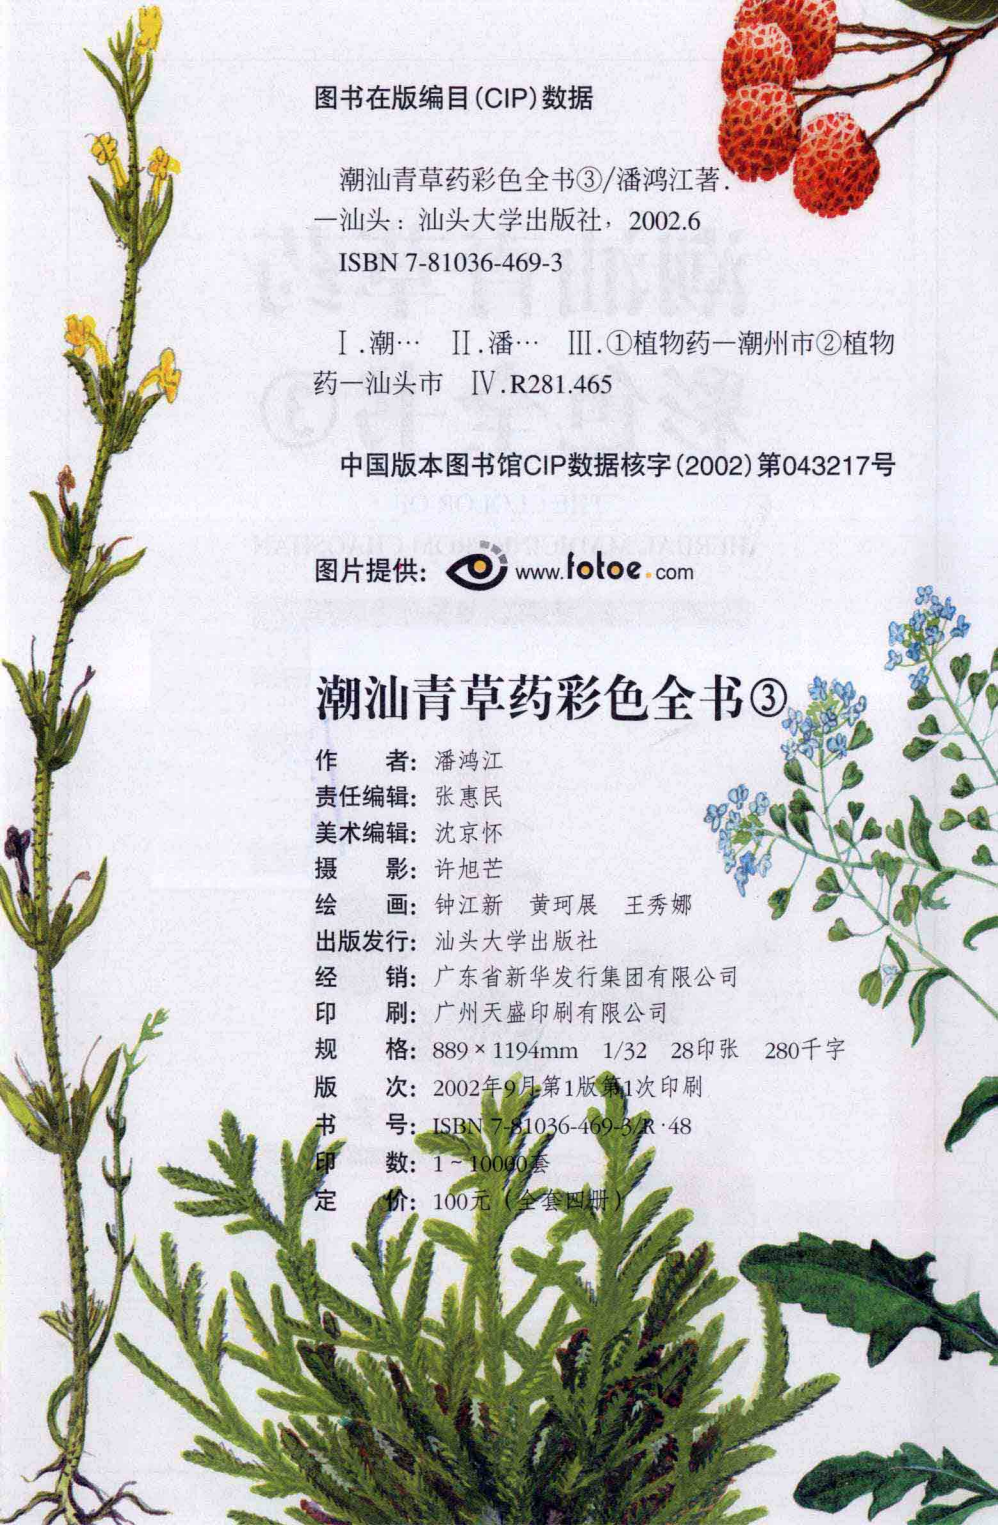 图书在版编目(CIP)数据
潮汕青草药彩色全书③/潘鸿江著.
—汕头：汕头大学出版社，2002.6
ISBN 7-81036-469-3
Ⅰ.潮… Ⅱ.潘… Ⅲ.①植物药—潮州市②植物
药—汕头市 Ⅳ.R281.465
中国版本图书馆CIP数据核字(2002)第043217号
图片提供： www.fotoe.com
潮汕青草药彩色全书③
作 者：潘鸿江
责任编辑：张惠民
美术编辑：沈京怀
摄 影：许旭芒
绘 画：钟江新 黄珂展 王秀娜
出版发行：汕头大学出版社
经 销：广东省新华发行集团有限公司
印 刷：广州天盛印刷有限公司
规 格：889×1194mm 1/32 28印张 280千字
版 次：2002年9月第1版第1次印刷
书 号：ISBN 7-81036-469-3/R·48
印 数：1~10000套
定 价：100元（全套四册）